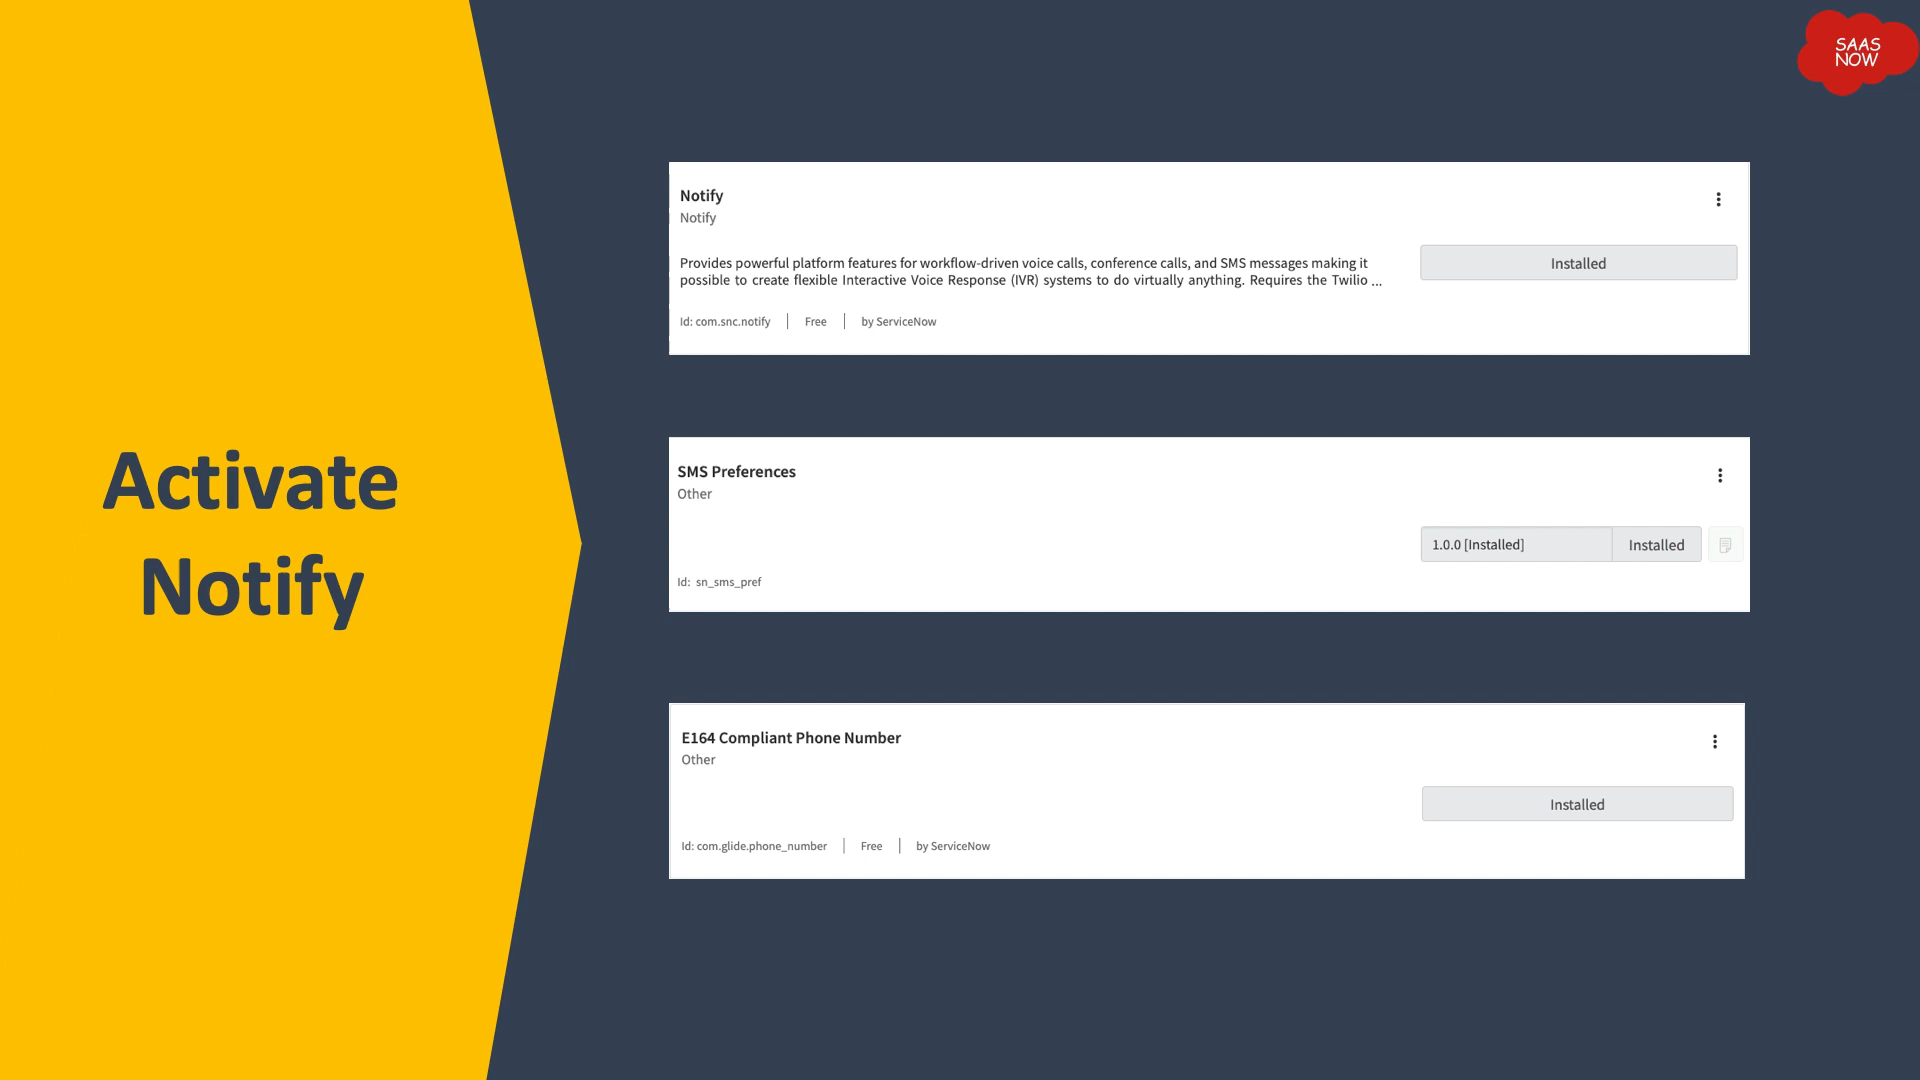 SAAS
NOW
Activate
Notify
Notify
Notify
Provides powerful platform features for workflow-driven voice calls, conference calls, and SMS messages making it
possible to create flexible Interactive Voice Response (IVR) systems to do virtually anything. Requires the Twilio ...
Installed
Id: com.snc.notify | Free | by ServiceNow
SMS Preferences
Other
1.0.0 [Installed] Installed
Id: sn_sms_pref
E164 Compliant Phone Number
Other
Installed
Id: com.glide.phone_number | Free | by ServiceNow